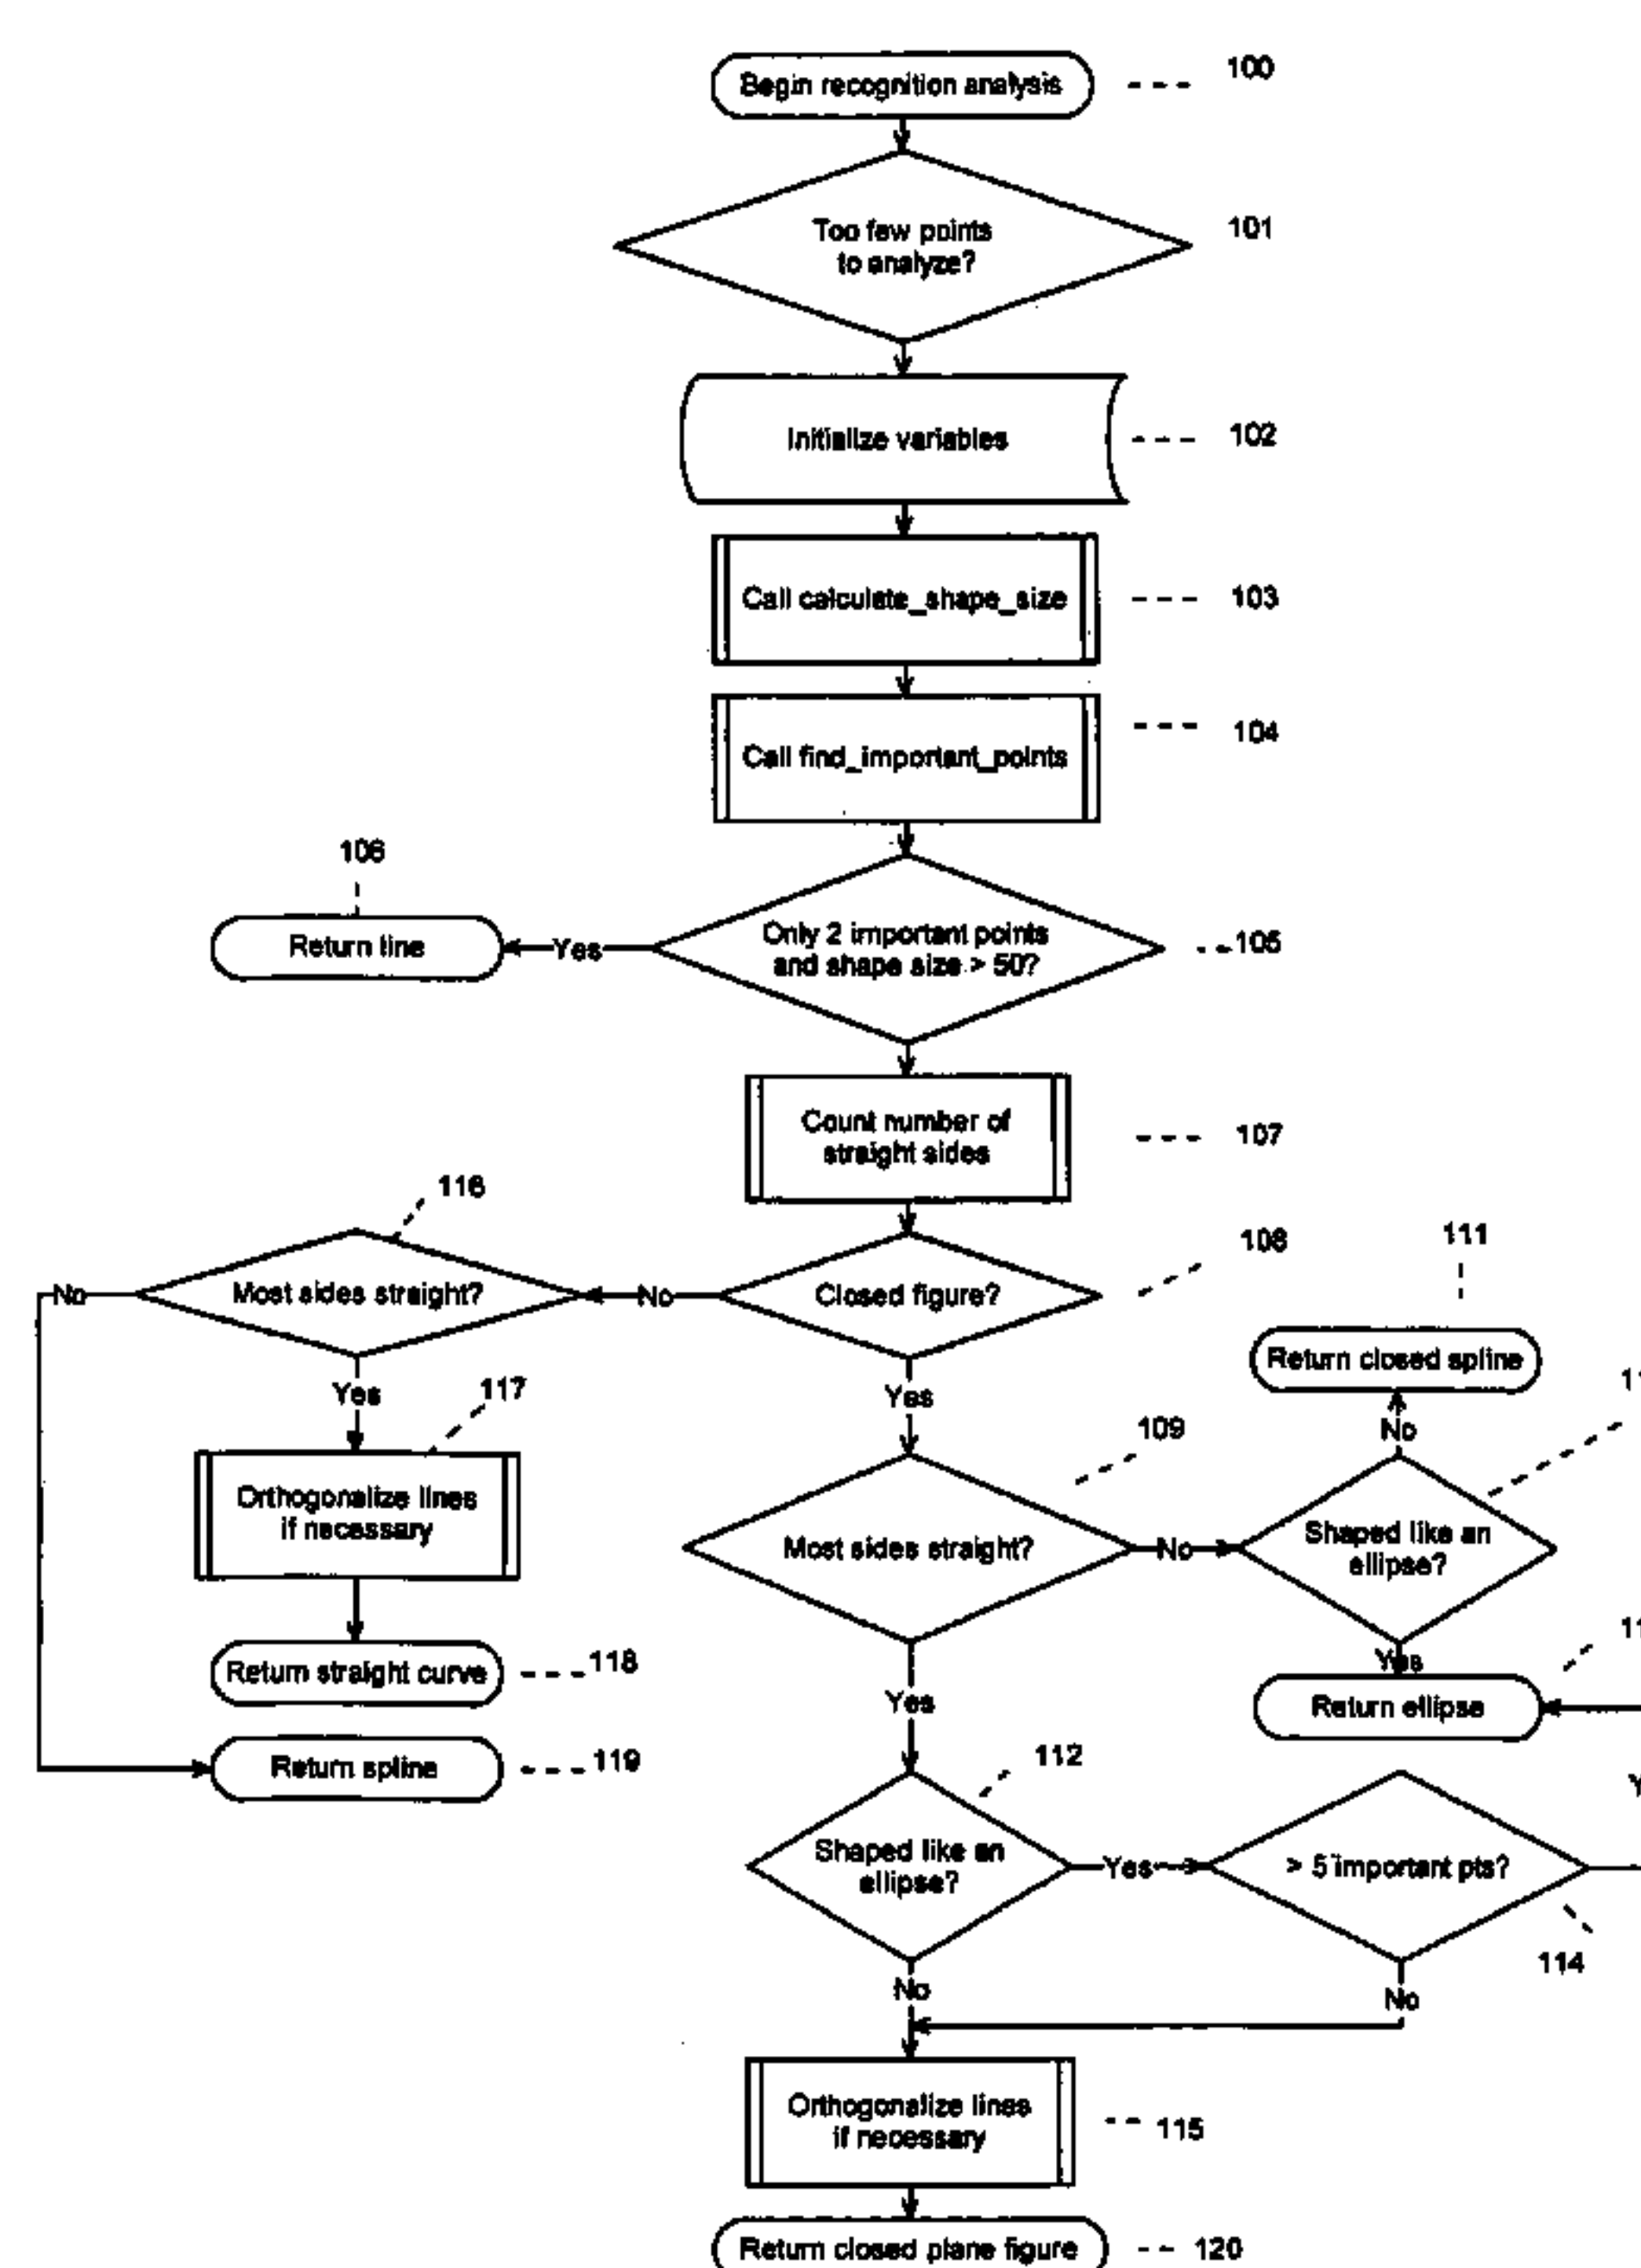 Begin recognition analysis
100
Too few points
to analyze?
101
Initialize variables
102
Call calculate_shape_size
103
Call find_important_points
104
106
Return line
Yes
Only 2 important points
and shape size > 50?
105
Count number of
straight sides
107
116
108
111
No
Most sides straight?
No
Closed figure?
Return closed spline
Yes
117
Yes
109
No
Orthogonalize lines
if necessary
Most sides straight?
No
Shaped like an
ellipse?
Return straight curve
118
Yes
Yes
Return ellipse
Return spline
119
112
Shaped like an
ellipse?
Yes
> 5 important pts?
114
No
No
Orthogonalize lines
if necessary
115
Return closed plane figure
120